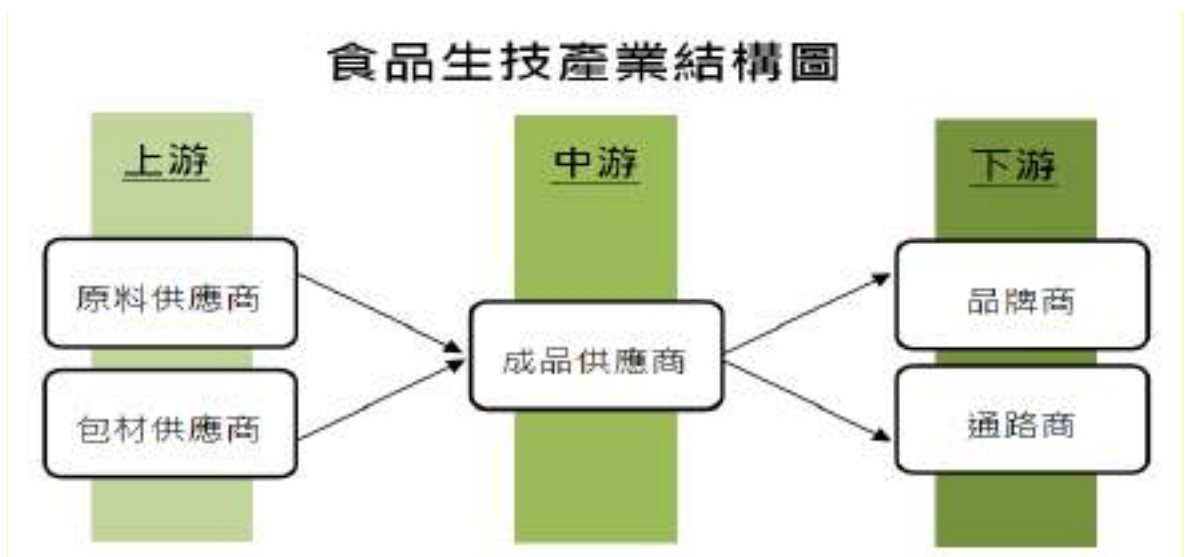 食品生技產業結構圖
上游
中游
下游
原料供應商
包材供應商
成品供應商
品牌商
通路商